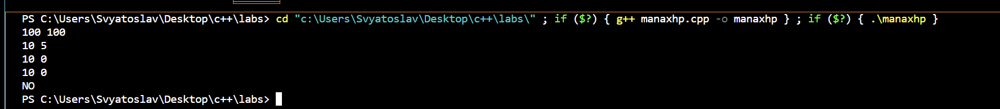 PS C:\Users\Svyatoslav\Desktop\c++\labs> cd "c:\Users\Svyatoslav\Desktop\c++\labs\" ; if ($?) { g++ manaxhp.cpp -o manaxhp } ; if ($?) { .\manaxhp }
100 100
10 5
10 0
10 0
NO
PS C:\Users\Svyatoslav\Desktop\c++\labs>